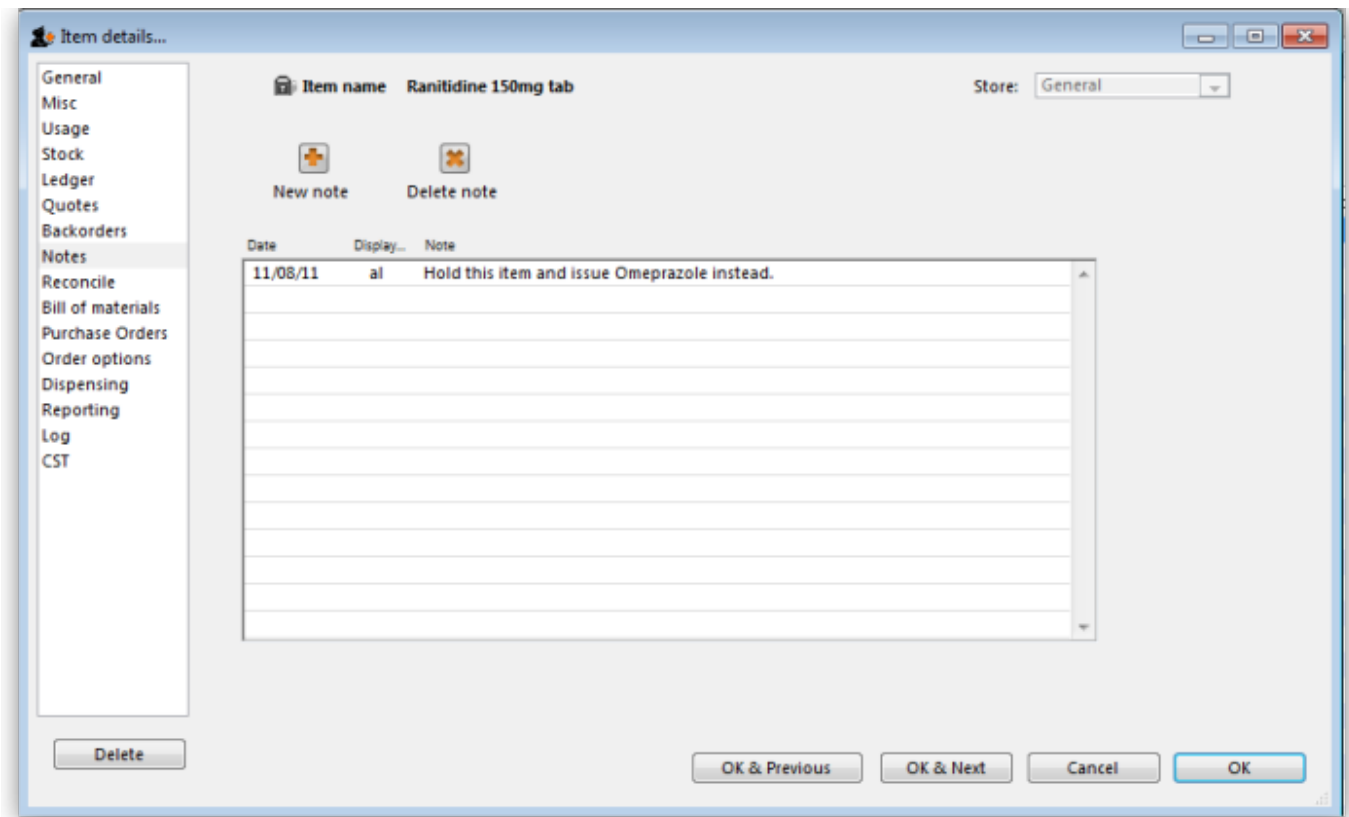 Item details...
General
Misc
Usage
Stock
Ledger
Quotes
Backorders
Notes
Reconcile
Bill of materials
Purchase Orders
Order options
Dispensing
Reporting
Log
CST
Delete
Item name Ranitidine 150mg tab
Store: General
New note Delete note
Date Display... Note
11/08/11 al Hold this item and issue Omeprazole instead.
OK & Previous OK & Next Cancel OK